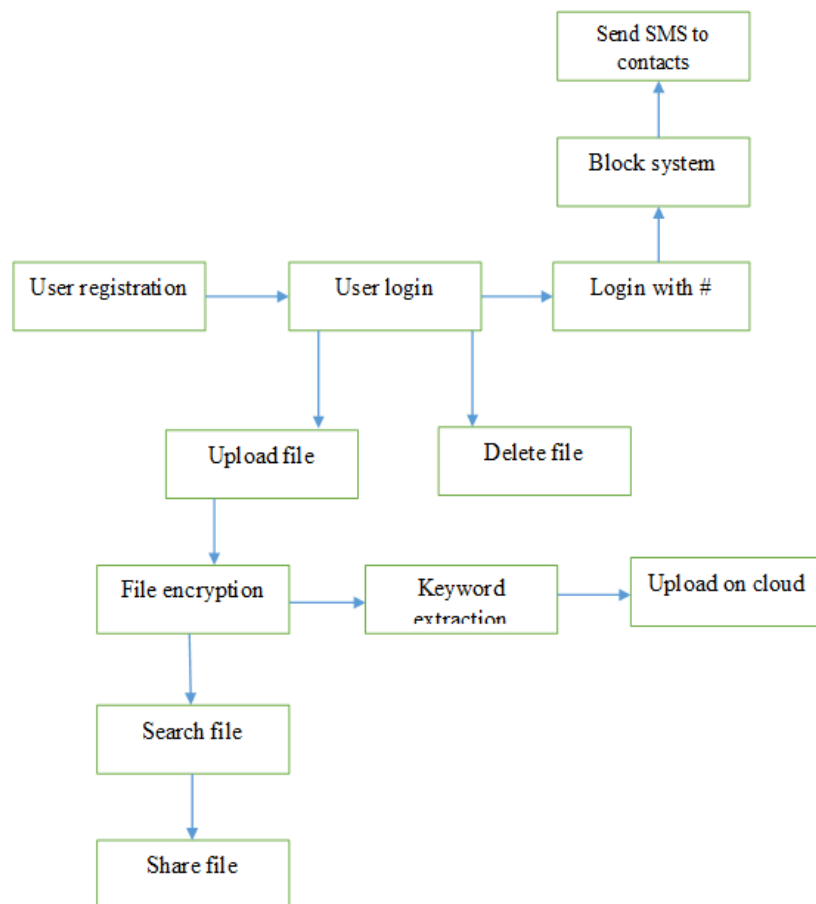 Send SMS to
contacts
Block system
User registration
User login
Login with #
Upload file
Delete file
File encryption
Keyword
extraction
Upload on cloud
Search file
Share file